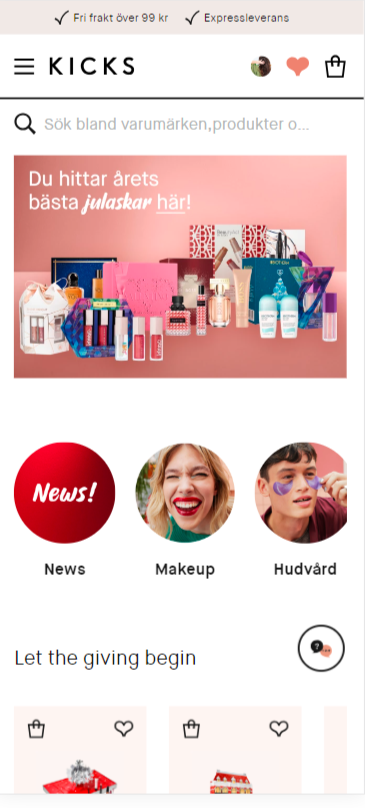 Fri frakt över 99 kr
Expressleverans
KICKS
Sök bland varumärken,produkter o...
Du hittar årets
bästa julaskar här!
News!
News
Makeup
Hudvård
Let the giving begin